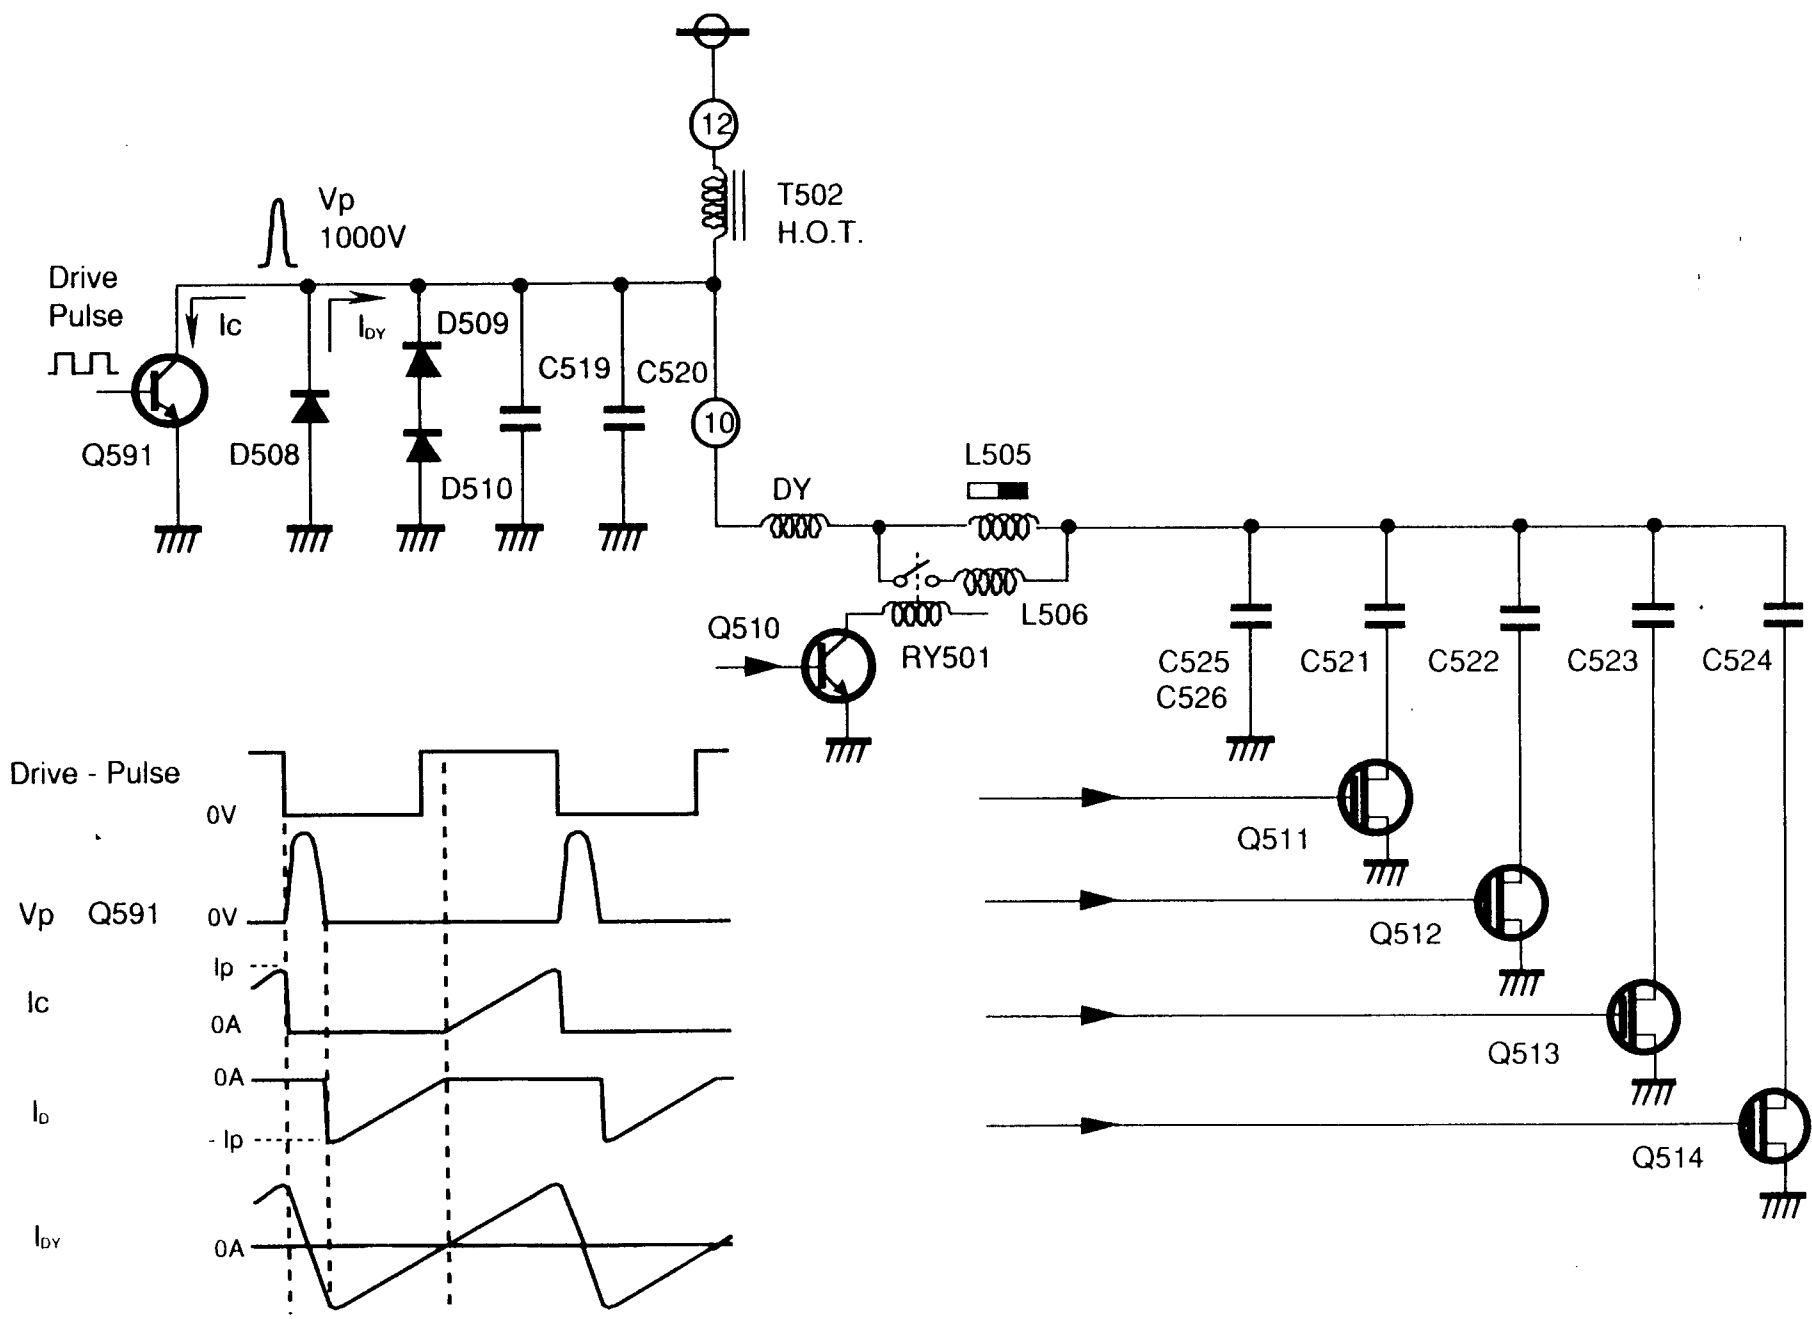 12
T502
H.O.T.
Vp
1000V
Drive
Pulse
Ic
IDY
D509
C519
C520
Q591
D508
D510
10
DY
L505
L506
Q510
RY501
C525
C526
C521
C522
C523
C524
Q511
Q512
Q513
Q514
Drive - Pulse
0V
Vp Q591
0V
Ip
Ic
0A
0A
ID
- Ip
IDY
0A